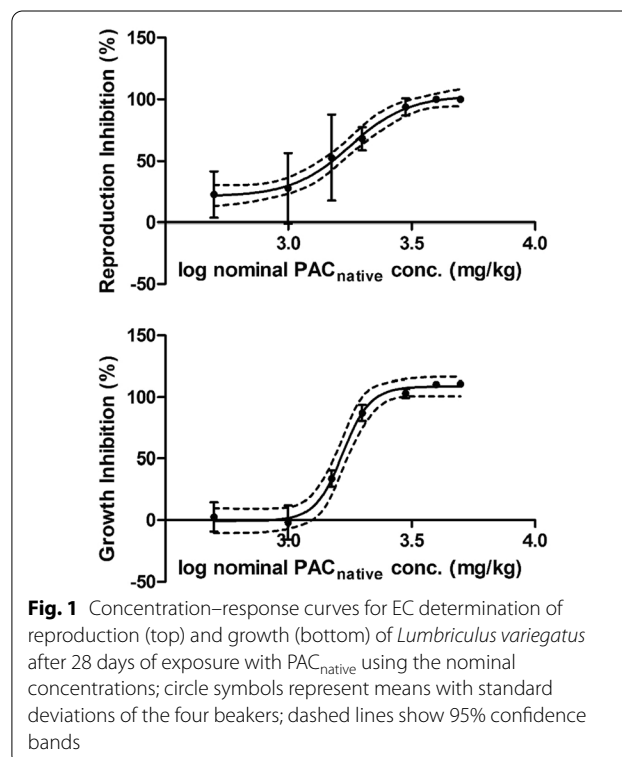 150
100
50
0
-50
3.0 3.5 4.0
Reproduction Inhibition (%)
log nominal PACnative conc. (mg/kg)
150
100
50
0
-50
3.0 3.5 4.0
Growth Inhibition (%)
log nominal PACnative conc. (mg/kg)
Fig. 1 Concentration–response curves for EC determination of
reproduction (top) and growth (bottom) of Lumbriculus variegatus
after 28 days of exposure with PACnative using the nominal
concentrations; circle symbols represent means with standard
deviations of the four beakers; dashed lines show 95% confidence
bands